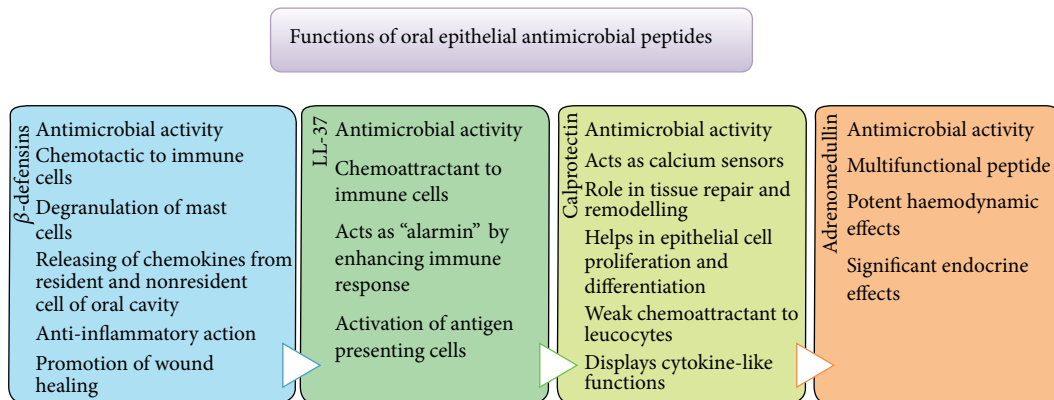 Functions of oral epithelial antimicrobial peptides
β-defensins
Antimicrobial activity
Chemotactic to immune
cells
Degranulation of mast
cells
Releasing of chemokines from
resident and nonresident
cell of oral cavity
Anti-inflammatory action
Promotion of wound
healing
LL-37
Antimicrobial activity
Chemoattractant to
immune cells
Acts as “alarmin” by
enhancing immune
response
Activation of antigen
presenting cells
Calprotectin
Antimicrobial activity
Acts as calcium sensors
Role in tissue repair and
remodelling
Helps in epithelial cell
proliferation and
differentiation
Weak chemoattractant to
leucocytes
Displays cytokine-like
functions
Adrenomedullin
Antimicrobial activity
Multifunctional peptide
Potent haemodynamic
effects
Significant endocrine
effects